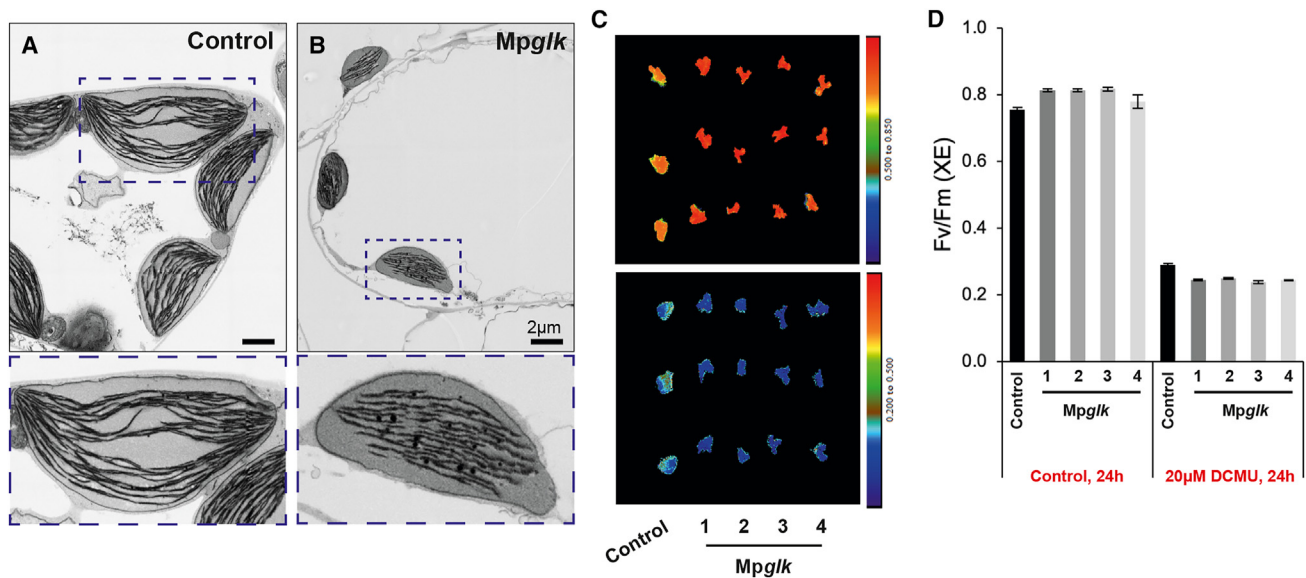 A
Control
B
Mpglk
2µm
C
0.500 to 0.850
0.200 to 0.500
Control
1 2 3 4
Mpglk
D
Fv/Fm (XE)
1.0
0.8
0.6
0.4
0.2
0.0
Control 1 2 3 4 Control 1 2 3 4
Mpglk Mpglk
Control, 24h 20µM DCMU, 24h